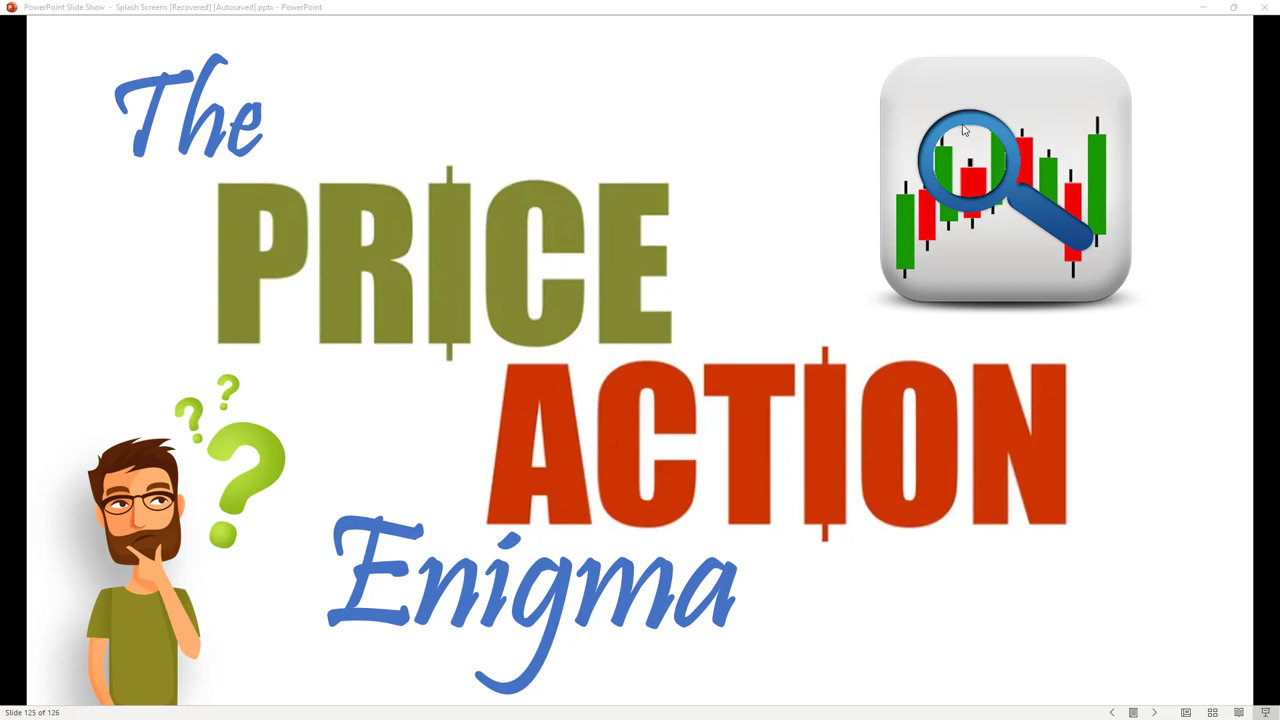 PowerPoint Slide Show - Splash Screens [Recovered] [Autosaved].pptx - PowerPoint
The
PRICE
ACTION
Enigma
Slide 125 of 126